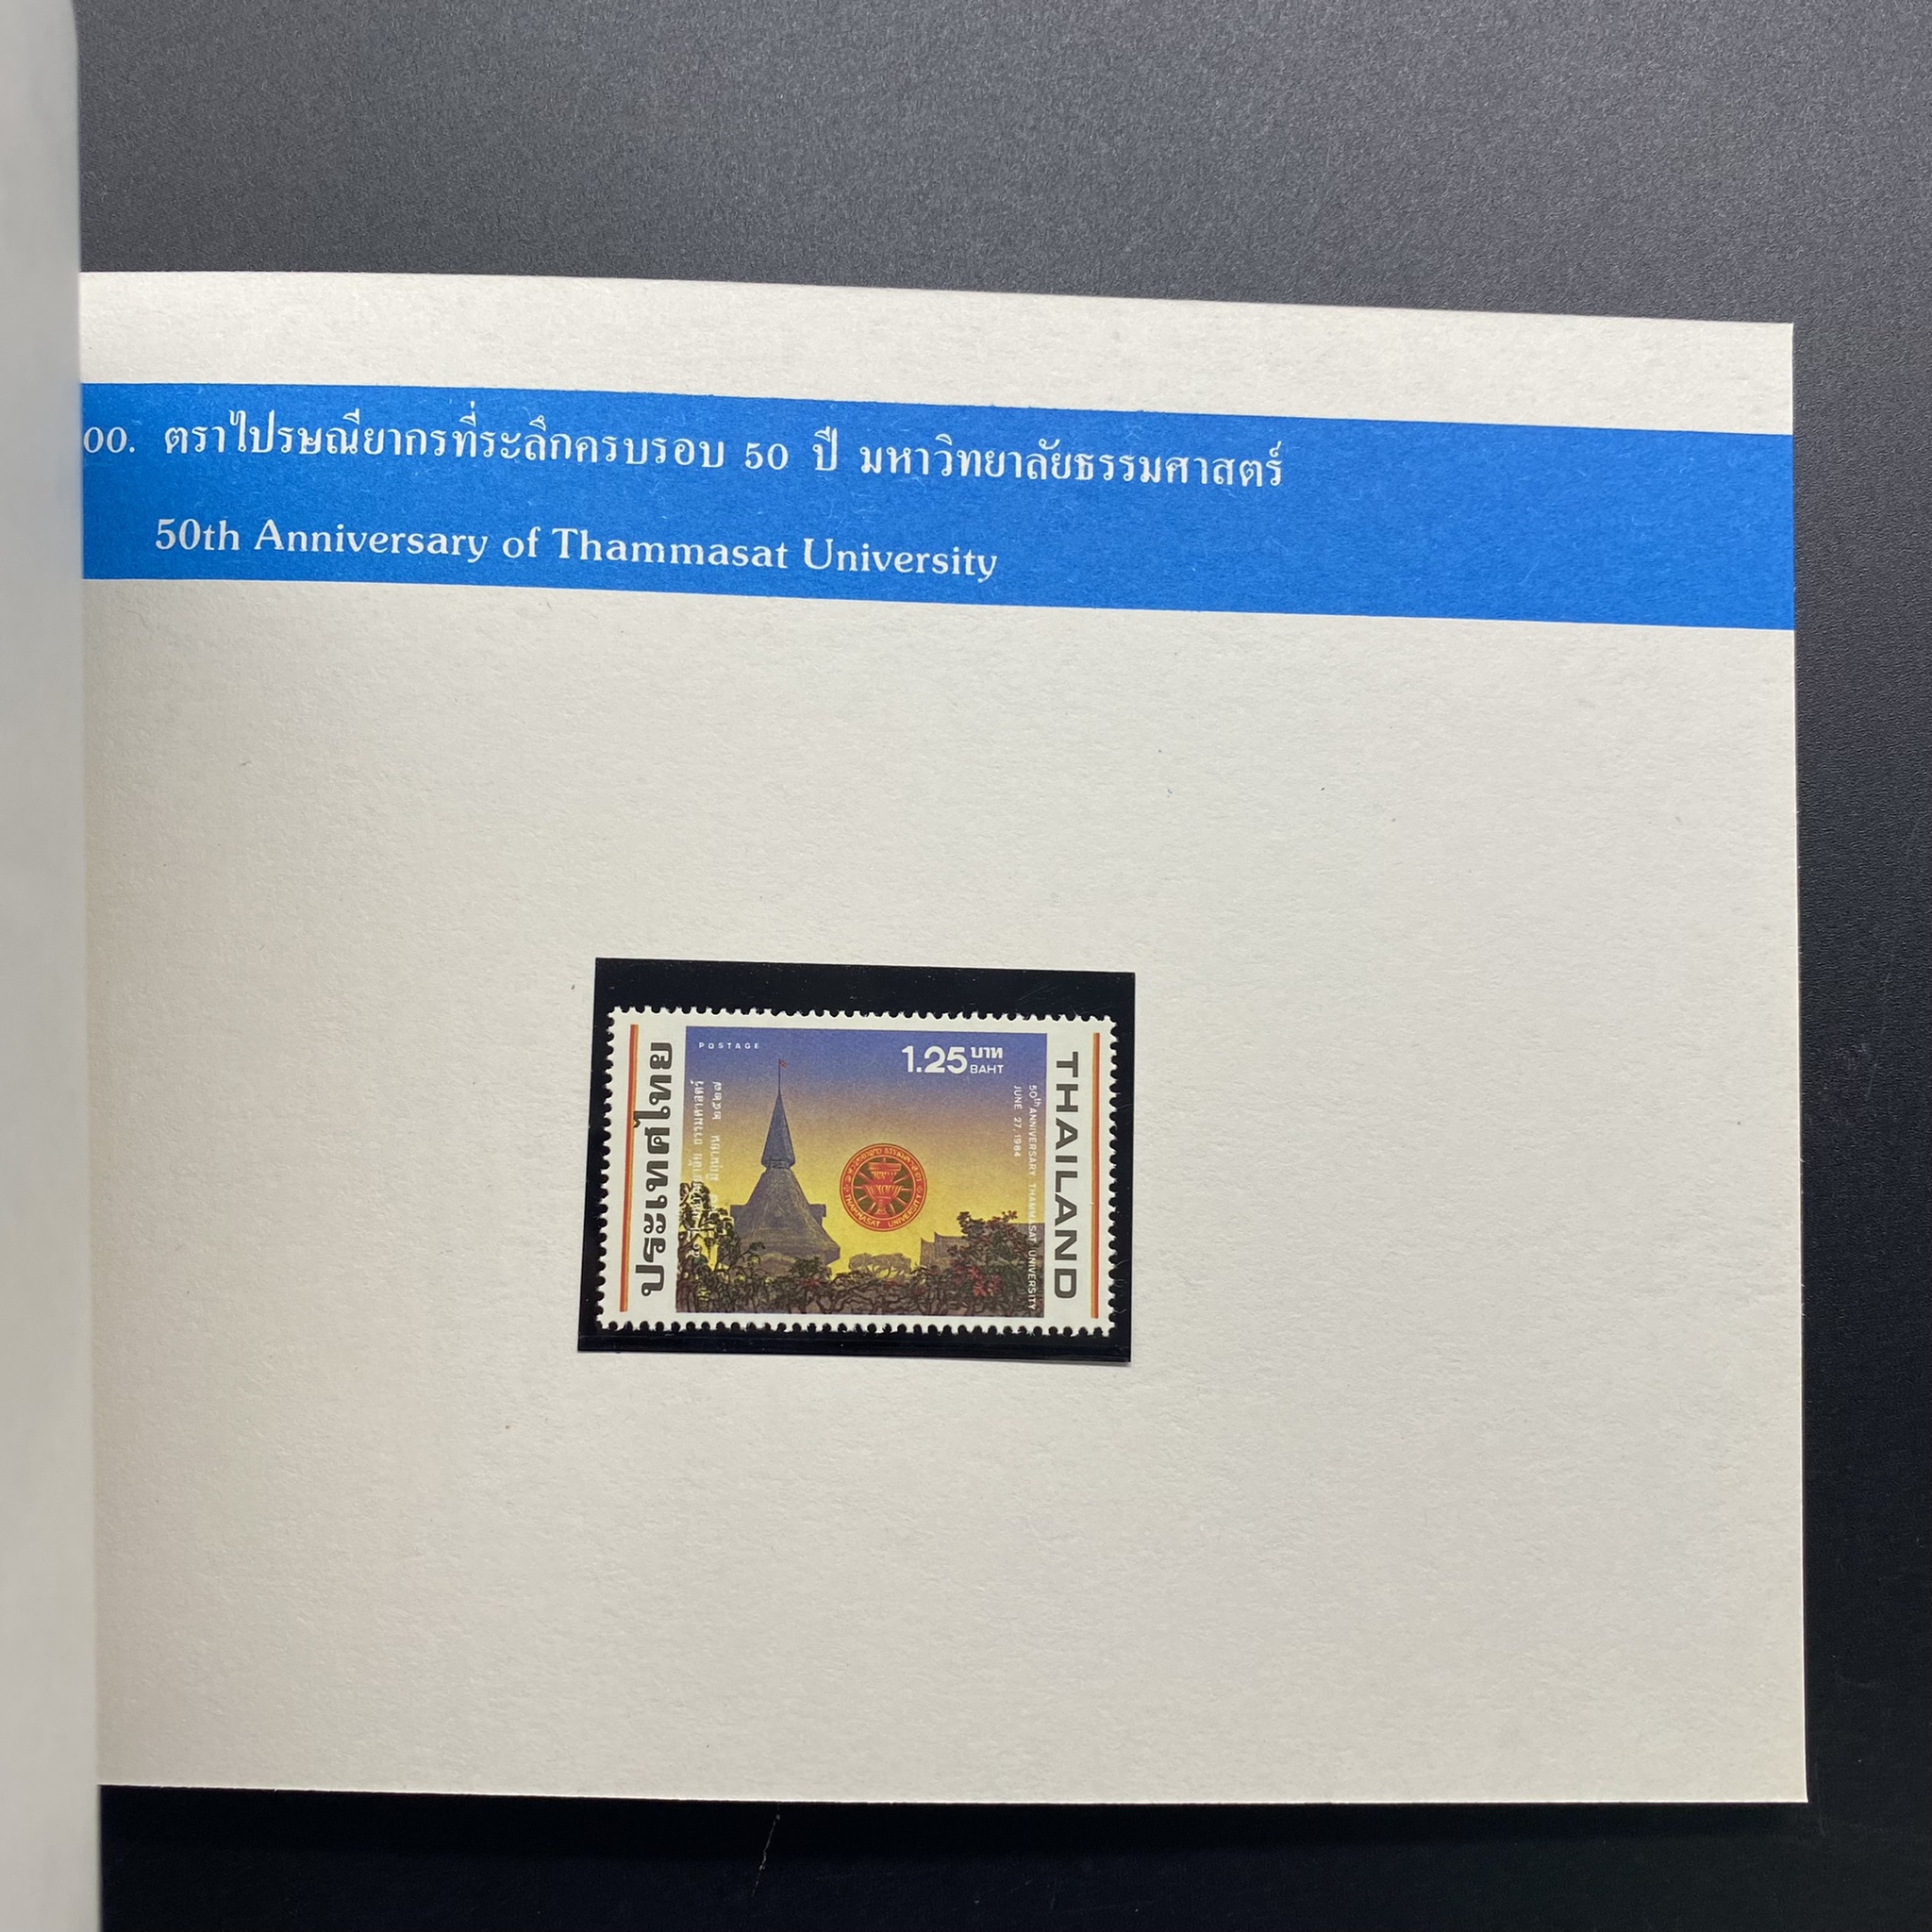 ๑๐. ตราไปรษณียากรที่ระลึกครบรอบ 50 ปี มหาวิทยาลัยธรรมศาสตร์
50th Anniversary of Thammasat University
ประเทศไทย
POSTAGE
1.25 บาท
BAHT
50th ANNIVERSARY THAMMASAT UNIVERSITY
JUNE 27, 1984
THAILAND
THAMMASAT UNIVERSITY